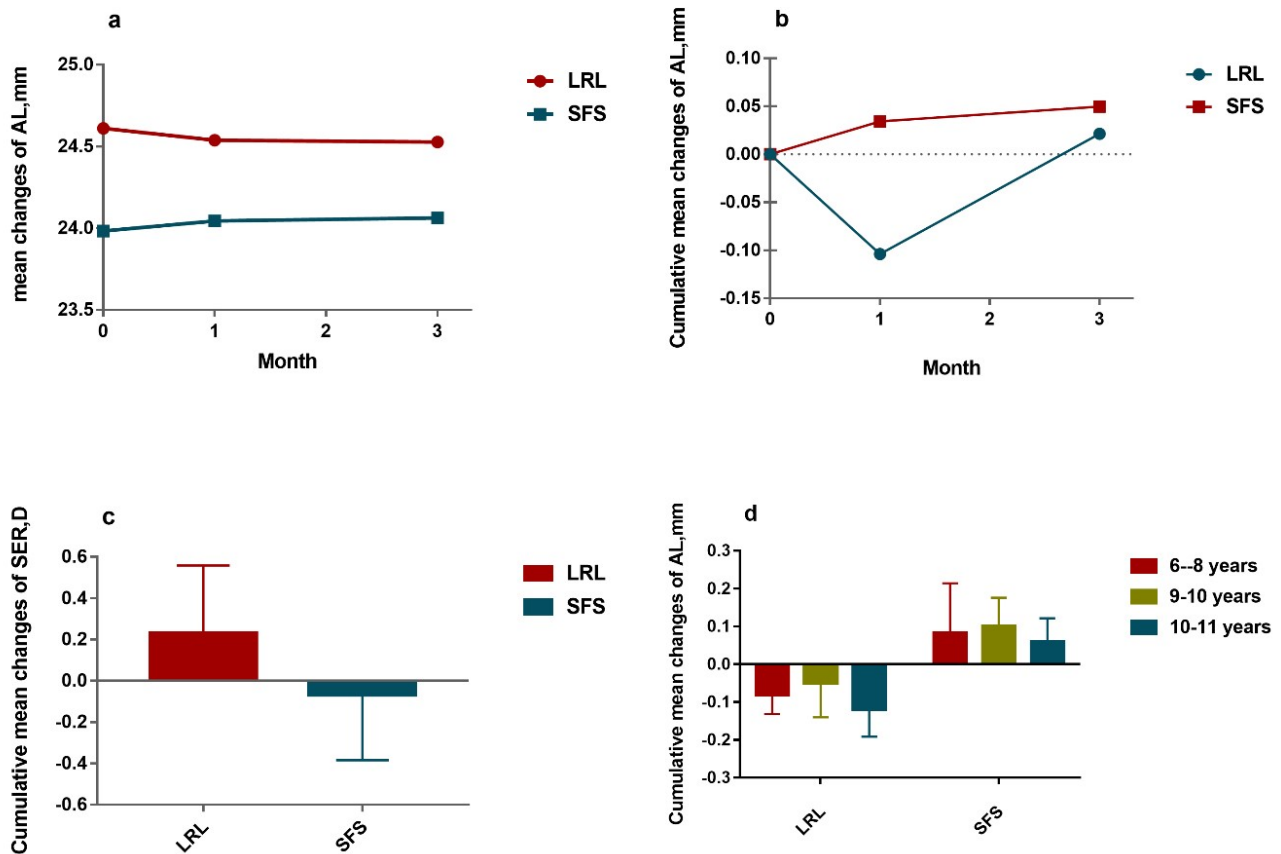 a
mean changes of AL,mm
25.0
24.5
24.0
23.5
0
1
2
3
Month
LRL
SFS
b
Cumulative mean changes of AL,mm
0.10
0.05
0.00
-0.05
-0.10
-0.15
0
1
2
3
Month
LRL
SFS
c
Cumulative mean changes of SER,D
0.6
0.4
0.2
0.0
-0.2
-0.4
-0.6
LRL
SFS
LRL
SFS
d
Cumulative mean changes of AL,mm
0.3
0.2
0.1
0.0
-0.1
-0.2
-0.3
LRL
SFS
6--8 years
9-10 years
10-11 years